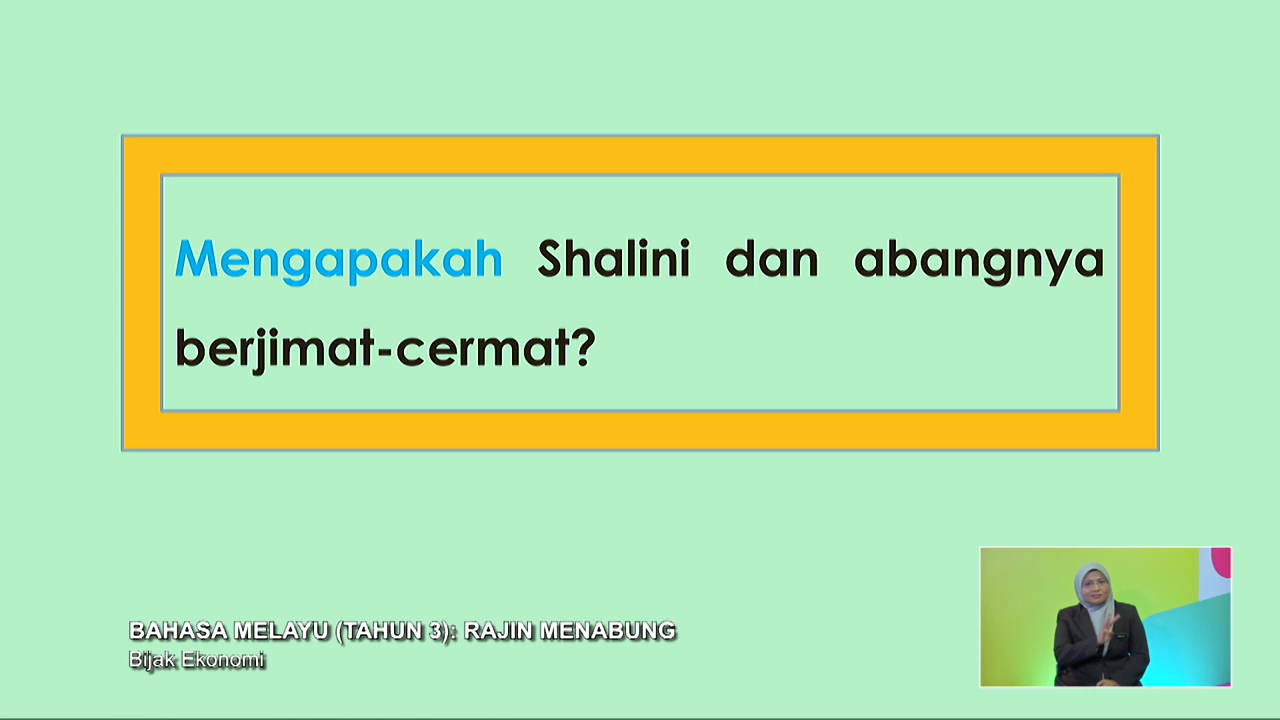 Mengapakah Shalini dan abangnya
berjimat-cermat?
BAHASA MELAYU (TAHUN 3): RAJIN MENABUNG
Bijak Ekonomi